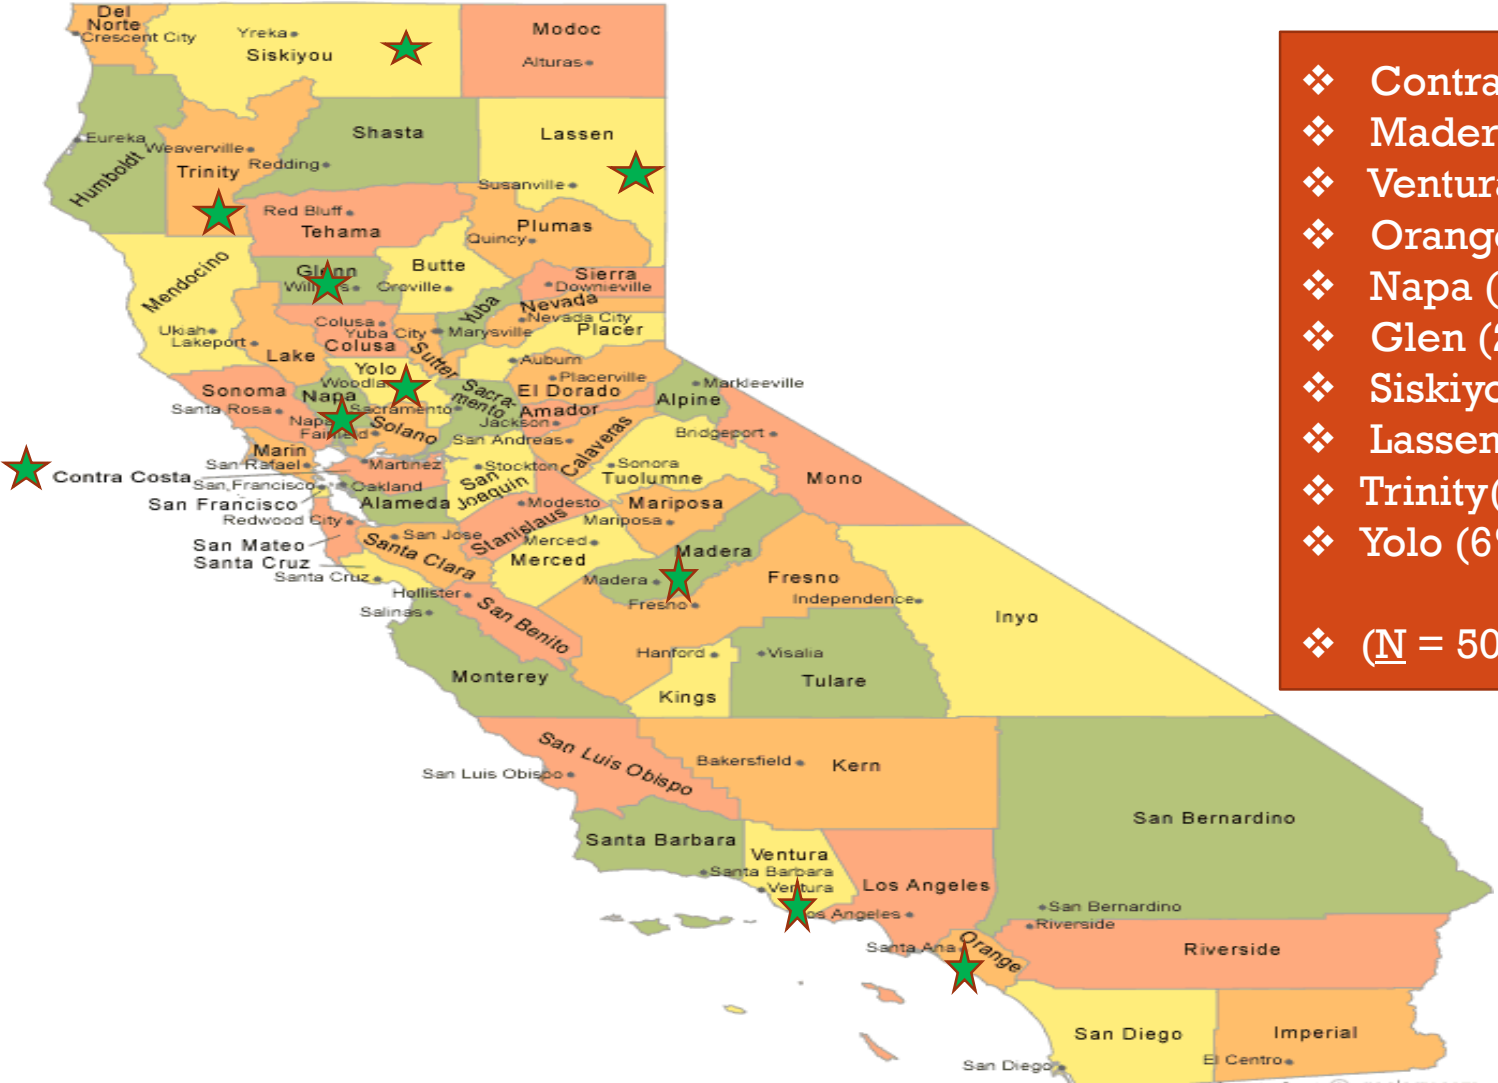 Del
Norte
Crescent City
Yreka
Siskiyou
Modoc
Alturas
Eureka
Humboldt
Weaverville
Trinity
Redding
Shasta
Lassen
Susanville
Red Bluff
Tehama
Plumas
Quincy
Mendocino
Ukiah
Lakeport
Glenn
Butte
Oroville
Sierra
Downieville
Yuba
Nevada
Nevada City
Placer
Colusa
Yuba City
Marysville
Colusa
Lake
Sutter
Auburn
Placerville
El Dorado
Yolo
Sonoma
Santa Rosa
Napa
Napa
Sacramento
Sacra-
mento
Solano
Amador
Jackson
Alpine
Markleeville
San Andreas
Calaveras
Bridgeport
Marin
San Rafael
Contra Costa
Martinez
San Francisco
Oakland
San Francisco
Alameda
Stockton
San
Joaquin
Sonora
Tuolumne
Mono
Redwood City
San Mateo
Santa Cruz
Santa Cruz
San Jose
Santa Clara
Modesto
Stanislaus
Mariposa
Mariposa
Merced
Merced
Madera
Madera
Fresno
Fresno
Independence
Inyo
Hollister
Salinas
San Benito
Monterey
Hanford
Kings
Visalia
Tulare
San Luis Obispo
San Luis Obispo
Bakersfield
Kern
San Bernardino
Santa Barbara
Santa Barbara
Ventura
Ventura
Los Angeles
Los Angeles
San Bernardino
Riverside
Riverside
Santa Ana
Orange
San Diego
San Diego
Imperial
El Centro
❖ Contra
❖ Mader
❖ Ventura
❖ Orange
❖ Napa (
❖ Glen (
❖ Siskiyo
❖ Lassen
❖ Trinity(
❖ Yolo (6
❖ (N = 50